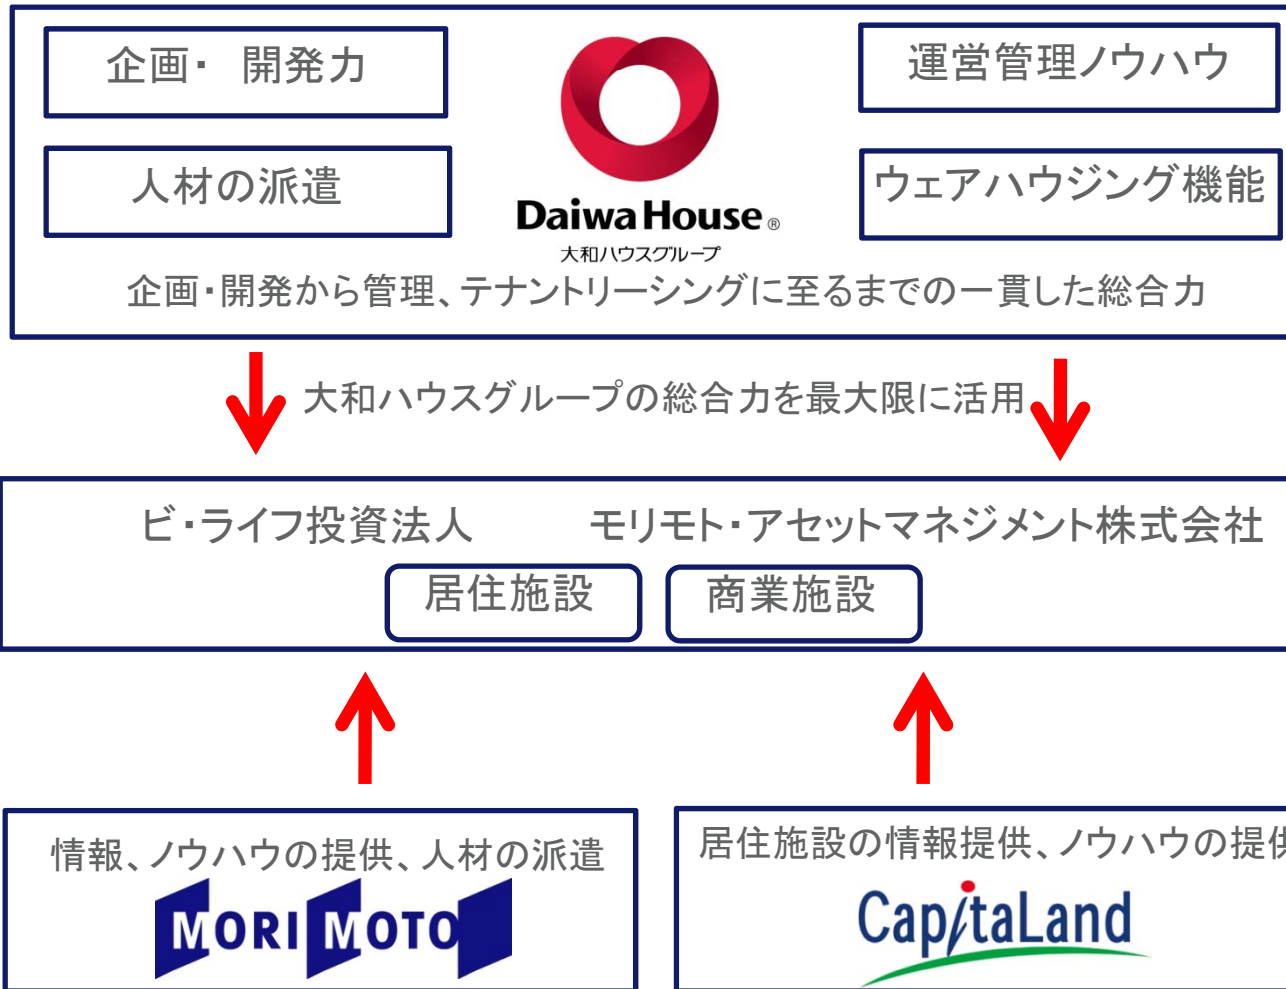 企画・　開発力
運営管理ノウハウ
人材の派遣
ウェアハウジング機能
Daiwa House®
大和ハウスグループ
企画・開発から管理、テナントリーシングに至るまでの一貫した総合力
大和ハウスグループの総合力を最大限に活用
ビ・ライフ投資法人　モリモト・アセットマネジメント株式会社
居住施設
商業施設
情報、ノウハウの提供、人材の派遣
MORIMOTO
居住施設の情報提供、ノウハウの提供
CapitaLand